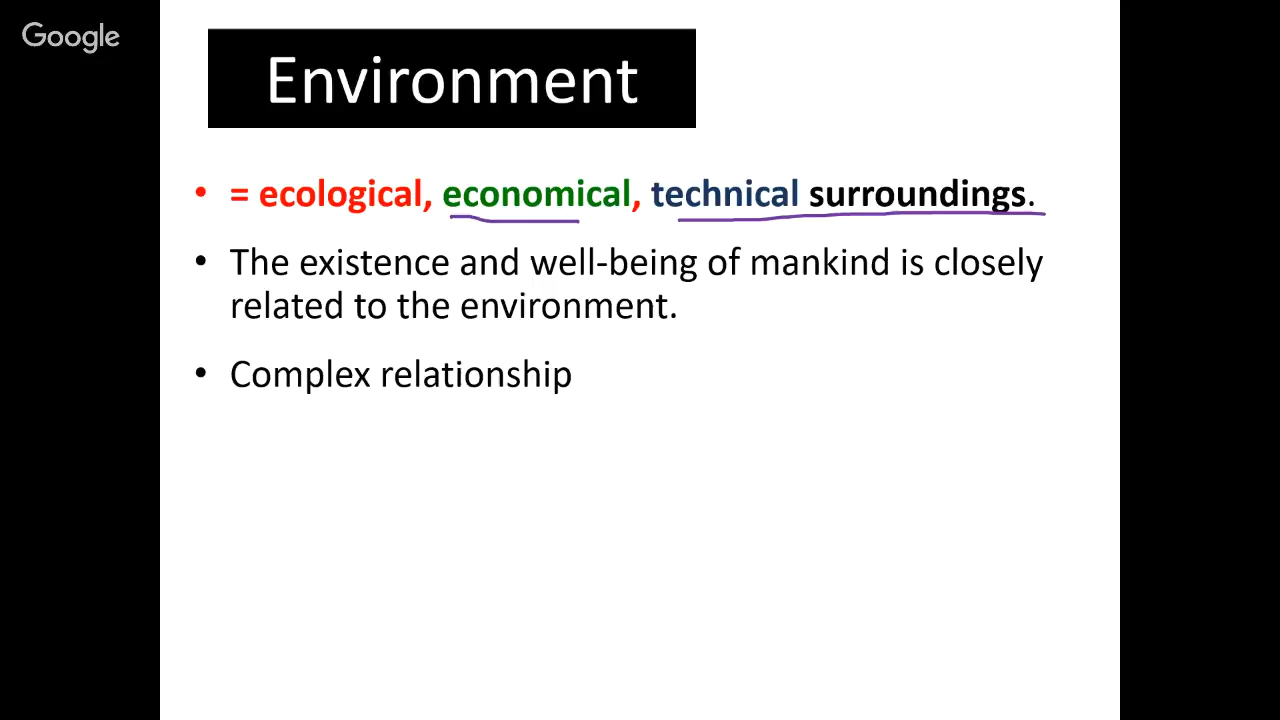 Google
Environment
• = ecological, economical, technical surroundings.
• The existence and well-being of mankind is closely
related to the environment.
• Complex relationship